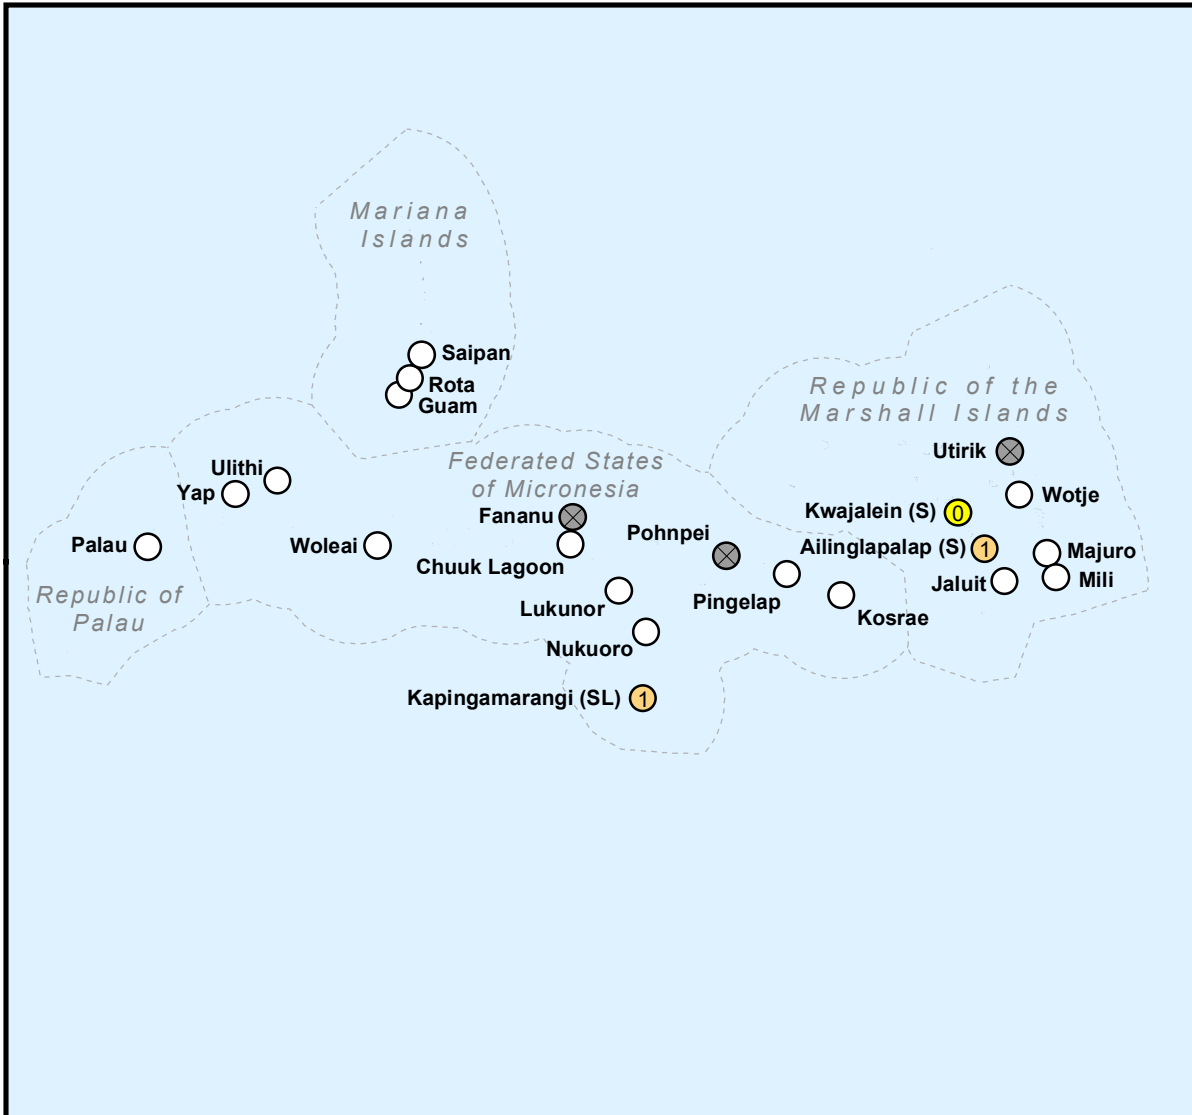 Mariana
Islands
Saipan
Rota
Guam
Republic of the
Marshall Islands
Utirik
Ulithi
Federated States
of Micronesia
Yap
Wotje
Kwajalein (S) 0
Fananu
Pohnpei
Palau
Woleai
Ailinglapalap (S) 1
Majuro
Chuuk Lagoon
Mili
Jaluit
Republic of
Palau
Lukunor
Pingelap
Kosrae
Nukuoro
Kapingamarangi (SL) 1